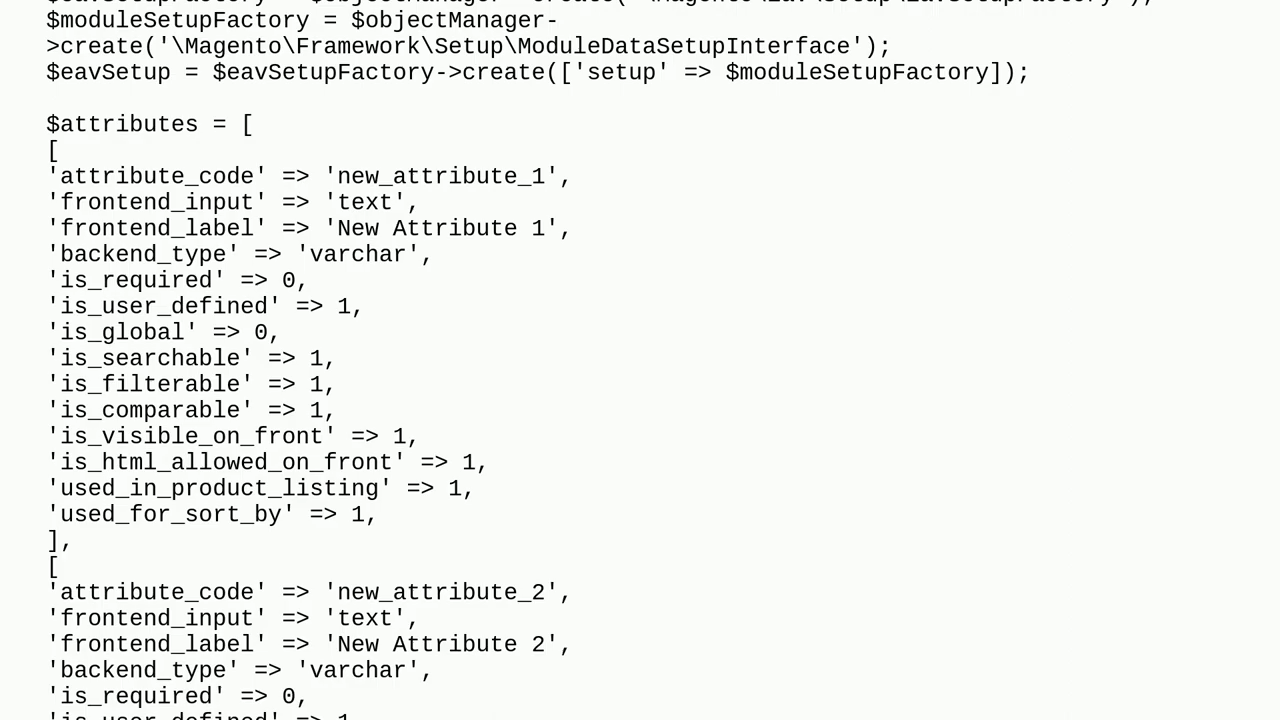 $moduleSetupFactory = $objectManager-
>create('\Magento\Framework\Setup\ModuleDataSetupInterface');
$eavSetup = $eavSetupFactory->create(['setup' => $moduleSetupFactory]);
$attributes = [
[
'attribute_code' => 'new_attribute_1',
'frontend_input' => 'text',
'frontend_label' => 'New Attribute 1',
'backend_type' => 'varchar',
'is_required' => 0,
'is_user_defined' => 1,
'is_global' => 0,
'is_searchable' => 1,
'is_filterable' => 1,
'is_comparable' => 1,
'is_visible_on_front' => 1,
'is_html_allowed_on_front' => 1,
'used_in_product_listing' => 1,
'used_for_sort_by' => 1,
],
[
'attribute_code' => 'new_attribute_2',
'frontend_input' => 'text',
'frontend_label' => 'New Attribute 2',
'backend_type' => 'varchar',
'is_required' => 0,
'is_user_defined' => 1